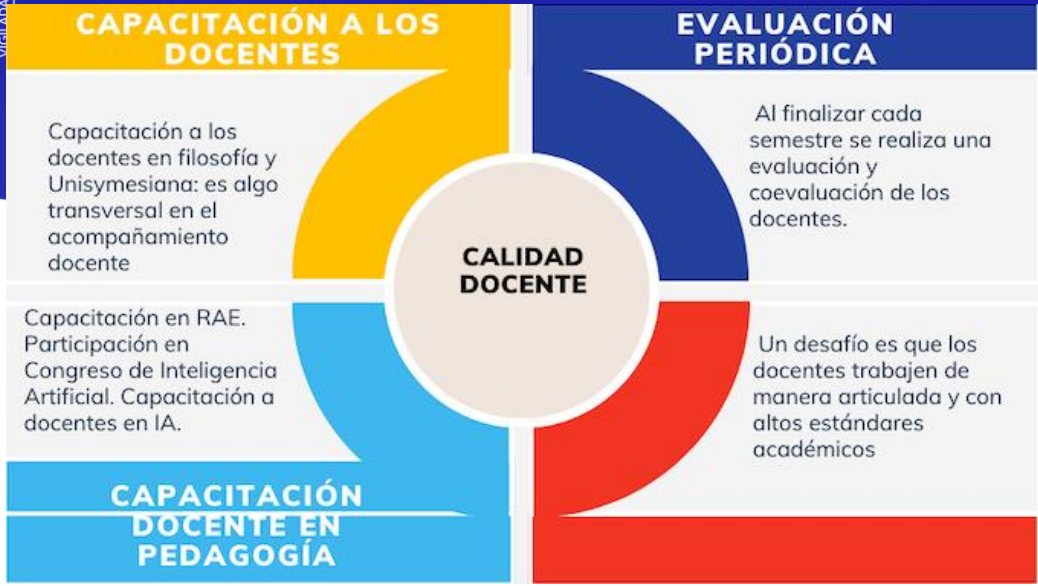 VIGILADA
CAPACITACIÓN A LOS
DOCENTES
Capacitación a los
docentes en filosofía y
Unisymesiana: es algo
transversal en el
acompañamiento
docente
EVALUACIÓN
PERIÓDICA
Al finalizar cada
semestre se realiza una
evaluación y
coevaluación de los
docentes.
CALIDAD
DOCENTE
Capacitación en RAE.
Participación en
Congreso de Inteligencia
Artificial. Capacitación a
docentes en IA.
CAPACITACIÓN
DOCENTE EN
PEDAGOGÍA
Un desafío es que los
docentes trabajen de
manera articulada y con
altos estándares
académicos